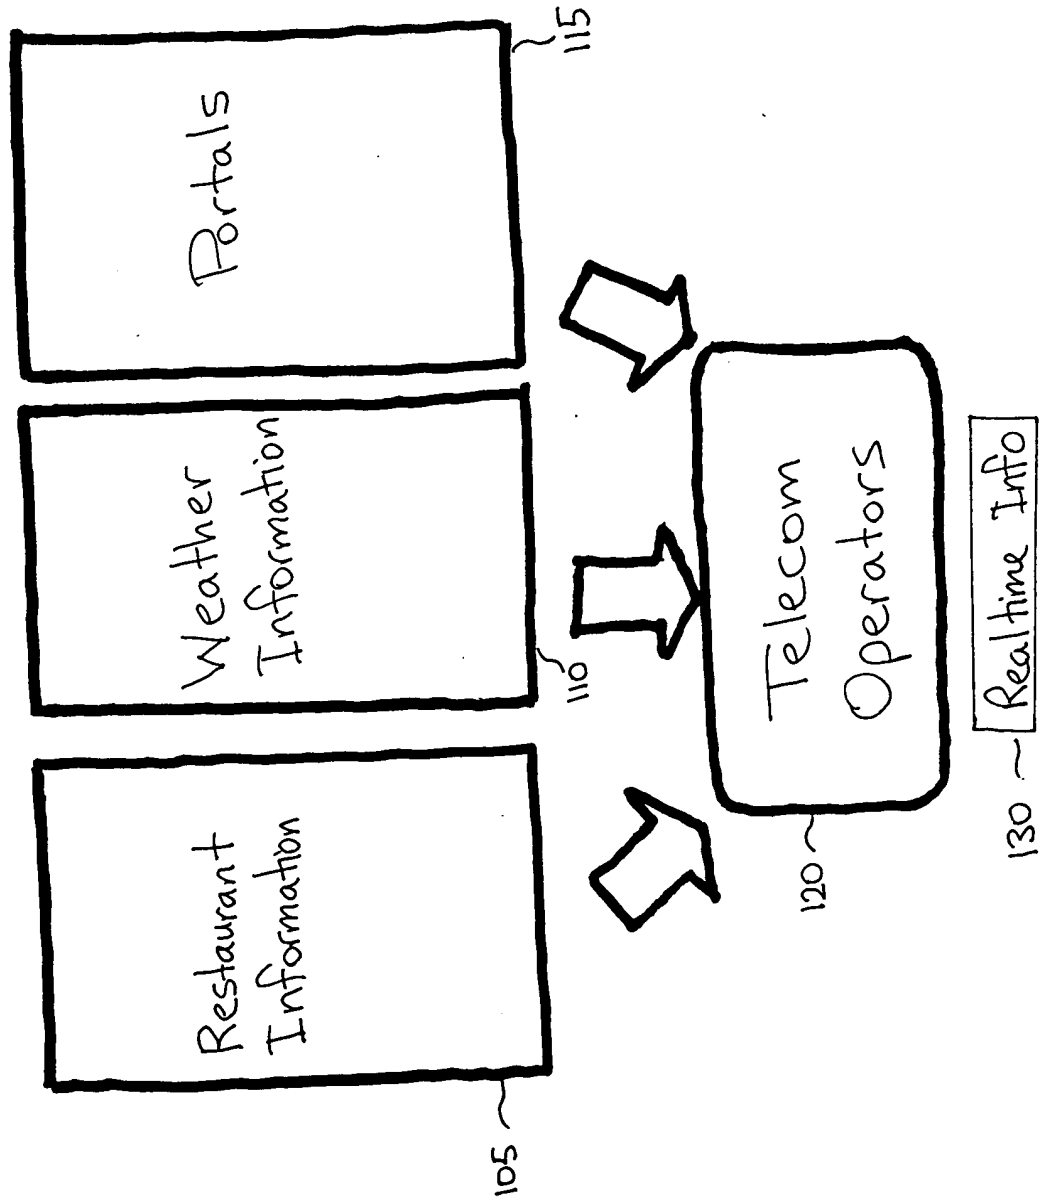 Restaurant
Information
105
Weather
Information
110
Portals
115
Telecom
Operators
120
130
Realtime Info